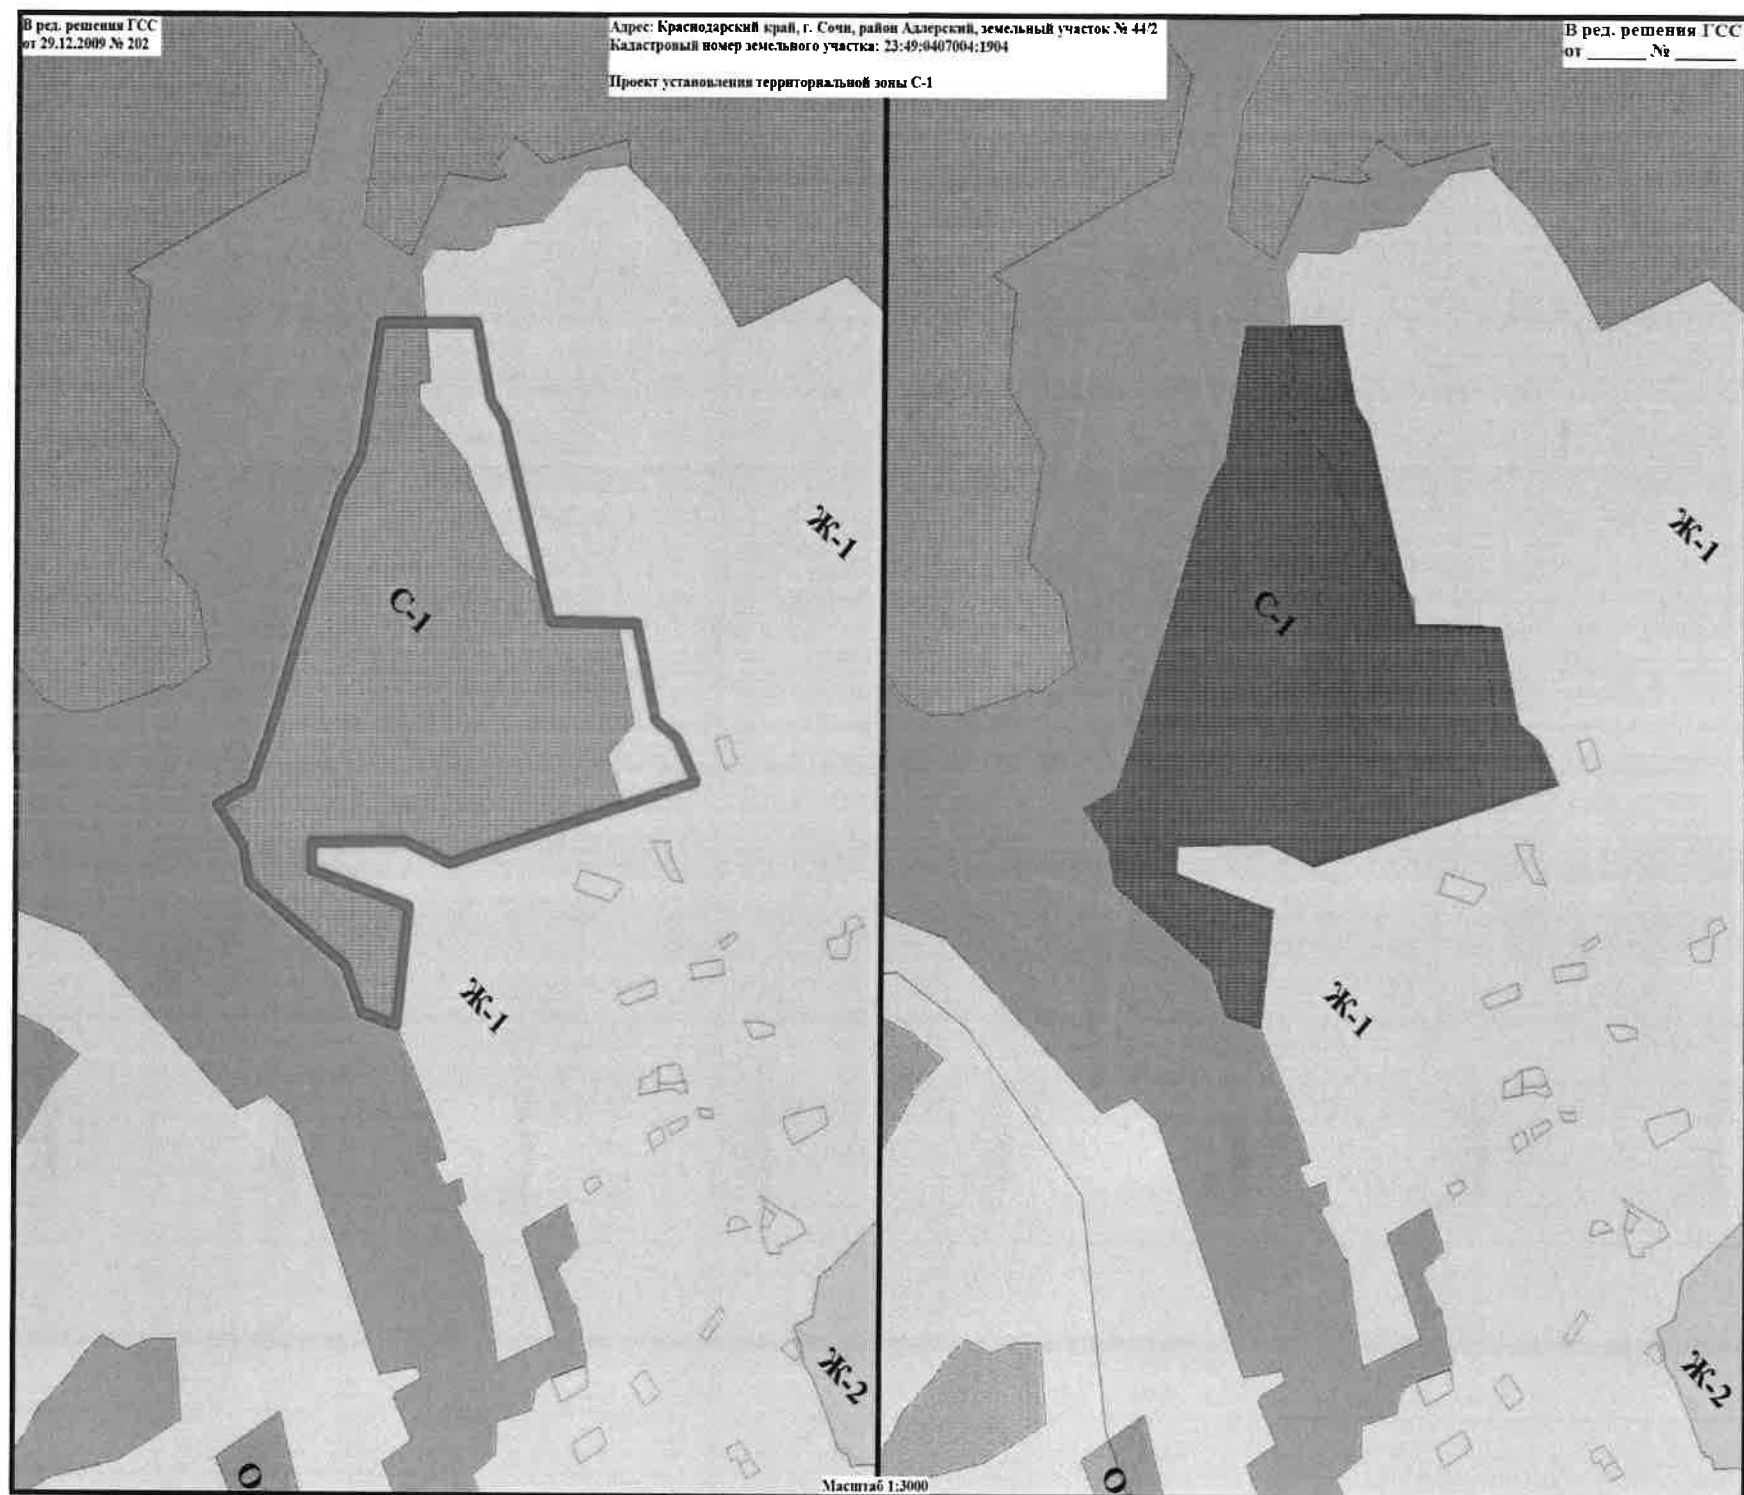 В ред. решения ГСС
от 29.12.2009 № 202
Адрес: Краснодарский край, г. Сочи, район Адлерский, земельный участок № 44/2
Кадастровый номер земельного участка: 23:49:0407004:1904
Проект установления территориальной зоны С-1
В ред. решения ГСС
от _______ № _______
Ж-1
С-1
Ж-1
Ж-2
О
Ж-1
С-1
Ж-1
Ж-2
О
Масштаб 1:3000